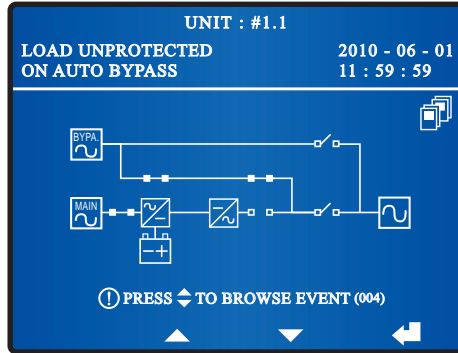 UNIT : #1.1
LOAD UNPROTECTED
2010 - 06 - 01
ON AUTO BYPASS
11 : 59 : 59
BYPA.
MAIN
! PRESS TO BROWSE EVENT (004)